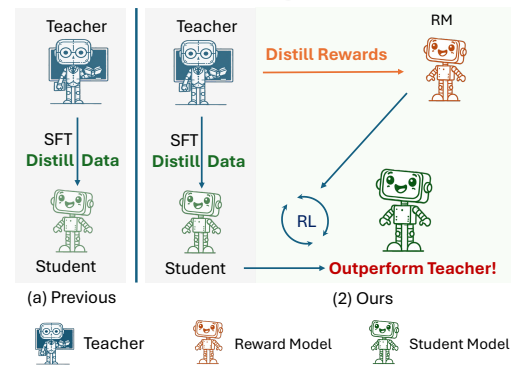 Teacher
SFT
Distill Data
Student
(a) Previous
Teacher
SFT
Distill Data
Student
Distill Rewards
RM
RL
Outperform Teacher!
(2) Ours
Teacher
Reward Model
Student Model